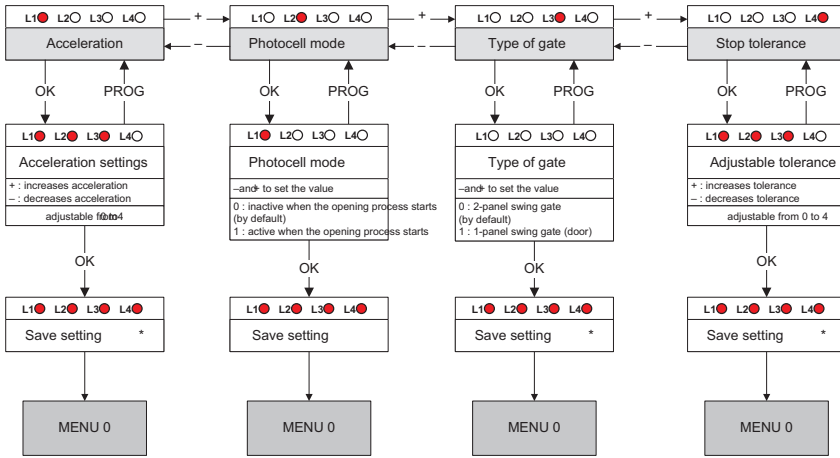 L1 L2 L3 L4 + L1 L2 L3 L4 + L1 L2 L3 L4 + L1 L2 L3 L4
Acceleration – Photocell mode – Type of gate – Stop tolerance
OK PROG OK PROG OK PROG OK PROG
L1 L2 L3 L4
Acceleration settings
+ : increases acceleration
– : decreases acceleration
adjustable from 0 to 4
L1 L2 L3 L4
Photocell mode
– and + to set the value
0 : inactive when the opening process starts
(by default)
1 : active when the opening process starts
L1 L2 L3 L4
Type of gate
– and + to set the value
0 : 2-panel swing gate
(by default)
1 : 1-panel swing gate (door)
L1 L2 L3 L4
Adjustable tolerance
+ : increases tolerance
– : decreases tolerance
adjustable from 0 to 4
OK OK OK OK
L1 L2 L3 L4 L1 L2 L3 L4 L1 L2 L3 L4 L1 L2 L3 L4
Save setting * Save setting Save setting * Save setting *
MENU 0 MENU 0 MENU 0 MENU 0